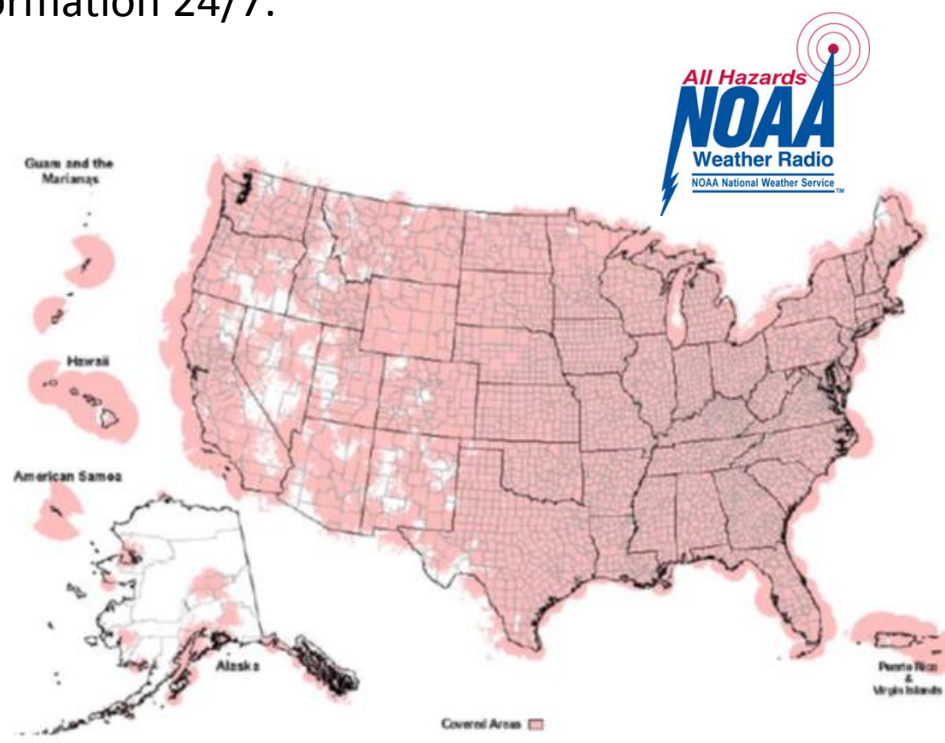 ormation 24/7.
All Hazards
NOAA
Weather Radio
NOAA National Weather Service
TM
Guam and the
Marianas
Hawaii
American Samoa
Alaska
Puerto Rico
&
Virgin Islands
Covered Areas